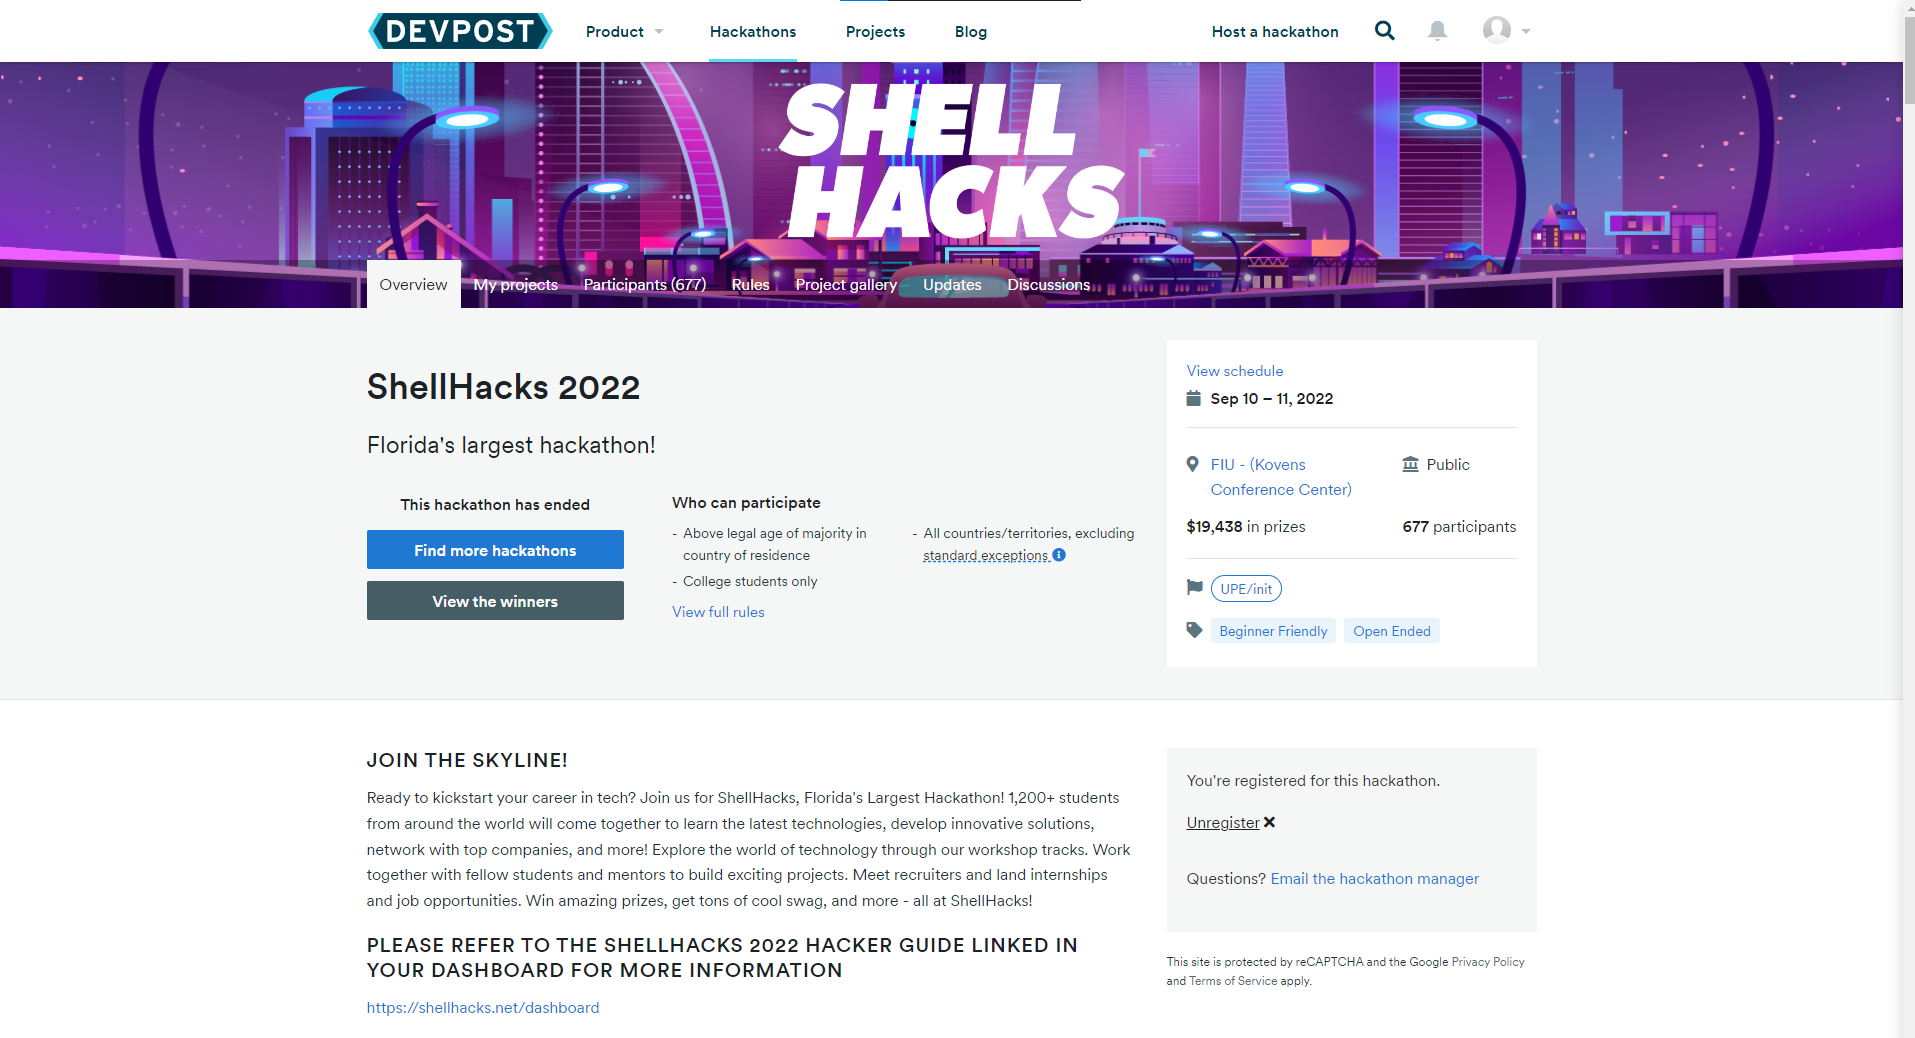 DEVPOST
Product
Hackathons
Projects
Blog
Host a hackathon
SHELL
HACKS
Overview
My projects
Participants (677)
Rules
Project gallery
Updates
Discussions
ShellHacks 2022
Florida's largest hackathon!
This hackathon has ended
Find more hackathons
View the winners
Who can participate
- Above legal age of majority in
country of residence
- College students only
- All countries/territories, excluding
standard exceptions
View full rules
View schedule
Sep 10 – 11, 2022
FIU - (Kovens
Conference Center)
Public
$19,438 in prizes
677 participants
UPE/init
Beginner Friendly
Open Ended
JOIN THE SKYLINE!
Ready to kickstart your career in tech? Join us for ShellHacks, Florida's Largest Hackathon! 1,200+ students
from around the world will come together to learn the latest technologies, develop innovative solutions,
network with top companies, and more! Explore the world of technology through our workshop tracks. Work
together with fellow students and mentors to build exciting projects. Meet recruiters and land internships
and job opportunities. Win amazing prizes, get tons of cool swag, and more - all at ShellHacks!
PLEASE REFER TO THE SHELLHACKS 2022 HACKER GUIDE LINKED IN
YOUR DASHBOARD FOR MORE INFORMATION
https://shellhacks.net/dashboard
You're registered for this hackathon.
Unregister
Questions? Email the hackathon manager
This site is protected by reCAPTCHA and the Google Privacy Policy
and Terms of Service apply.